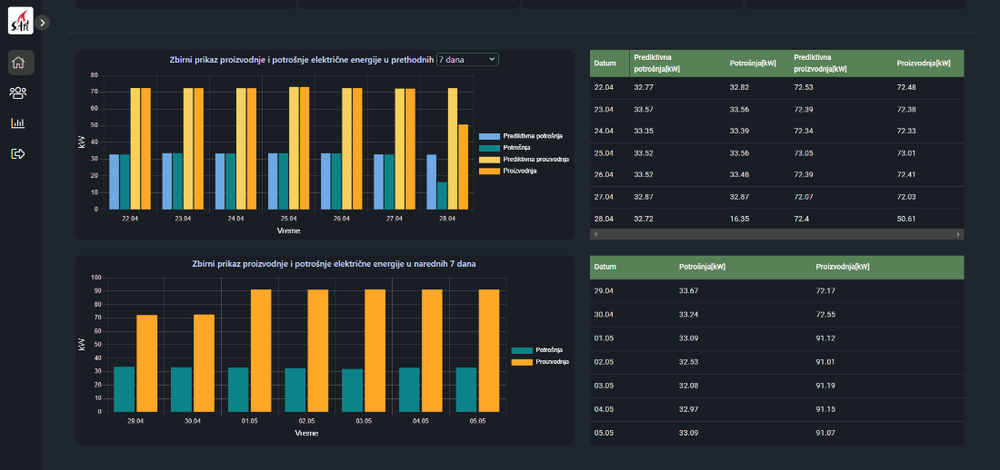 S-Art
Zbirni prikaz proizvodnje i potrošnje električne energije u prethodnih 7 dana
80
70
60
50
40
30
20
10
0
kW
22.04 23.04 24.04 25.04 26.04 27.04 28.04
Vreme
Prediktivna potrošnja
Potrošnja
Prediktivna proizvodnja
Proizvodnja
Datum Prediktivna potrošnja[kW] Potrošnja[kW] Prediktivna proizvodnja[kW] Proizvodnja[kW]
22.04 32.77 32.82 72.53 72.48
23.04 33.57 33.56 72.39 72.38
24.04 33.35 33.39 72.34 72.33
25.04 33.52 33.56 73.05 73.01
26.04 33.52 33.48 72.39 72.41
27.04 32.87 32.87 72.07 72.03
28.04 32.72 16.35 72.4 50.61
Zbirni prikaz proizvodnje i potrošnje električne energije u narednih 7 dana
100
90
80
70
60
50
40
30
20
10
0
kW
29.04 30.04 01.05 02.05 03.05 04.05 05.05
Vreme
Potrošnja
Proizvodnja
Datum Potrošnja[kW] Proizvodnja[kW]
29.04 33.67 72.17
30.04 33.24 72.55
01.05 33.09 91.12
02.05 32.53 91.01
03.05 32.08 91.19
04.05 32.97 91.15
05.05 33.09 91.07